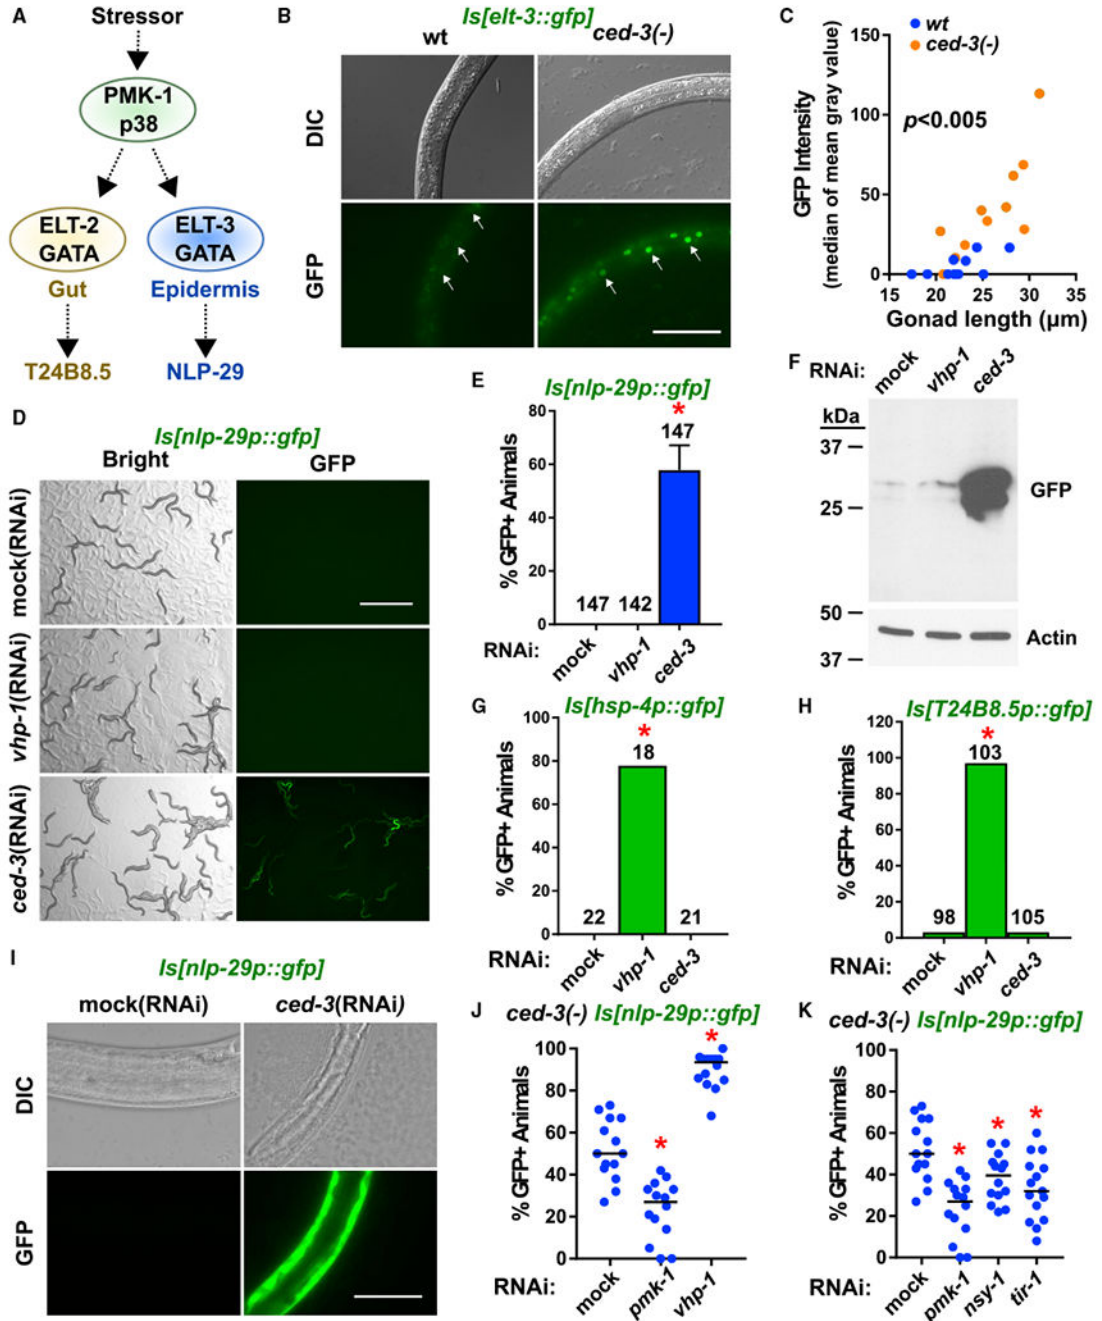 A
Stressor
PMK-1
p38
ELT-2
GATA
ELT-3
GATA
Gut
Epidermis
T24B8.5
NLP-29
B
Is[elt-3::gfp]
wt
ced-3(-)
DIC
GFP
C
wt
ced-3(-)
p<0.005
GFP Intensity
(median of mean gray value)
150
100
50
0
15 20 25 30 35
Gonad length (µm)
D
Is[nlp-29p::gfp]
Bright
GFP
mock(RNAi)
vhp-1(RNAi)
ced-3(RNAi)
E
Is[nlp-29p::gfp]
% GFP+ Animals
80
60
40
20
0
*
147
147
142
RNAi:
mock
vhp-1
ced-3
F
RNAi:
mock
vhp-1
ced-3
kDa
37
25
GFP
50
37
Actin
G
Is[hsp-4p::gfp]
% GFP+ Animals
100
80
60
40
20
0
*
18
22
21
RNAi:
mock
vhp-1
ced-3
H
Is[T24B8.5p::gfp]
% GFP+ Animals
120
100
80
60
40
20
0
*
103
98
105
RNAi:
mock
vhp-1
ced-3
I
Is[nlp-29p::gfp]
mock(RNAi)
ced-3(RNAi)
DIC
GFP
J
ced-3(-) Is[nlp-29p::gfp]
% GFP+ Animals
100
80
60
40
20
0
*
*
RNAi:
mock
pmk-1
vhp-1
K
ced-3(-) Is[nlp-29p::gfp]
% GFP+ Animals
100
80
60
40
20
0
*
*
*
RNAi:
mock
pmk-1
nsy-1
tir-1